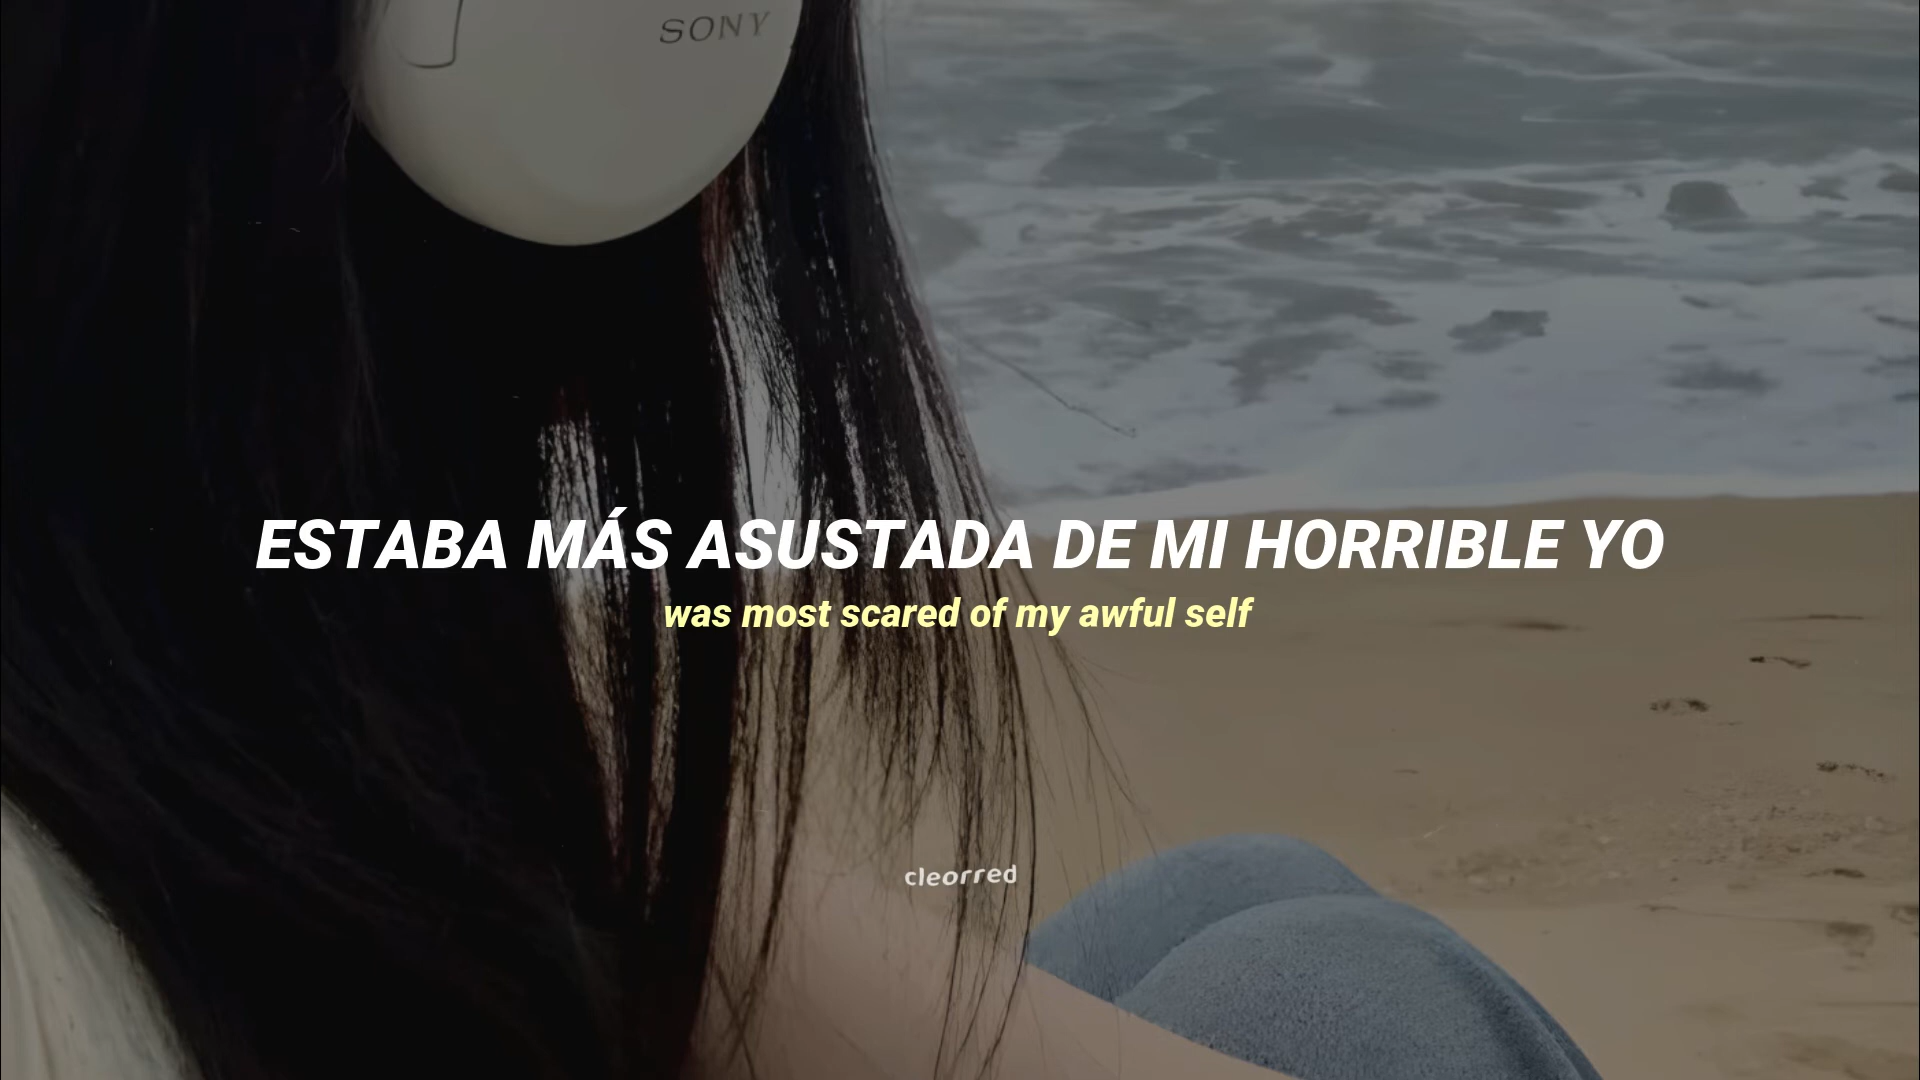 SONY
ESTABA MÁS ASUSTADA DE MI HORRIBLE YO
was most scared of my awful self
cleorred